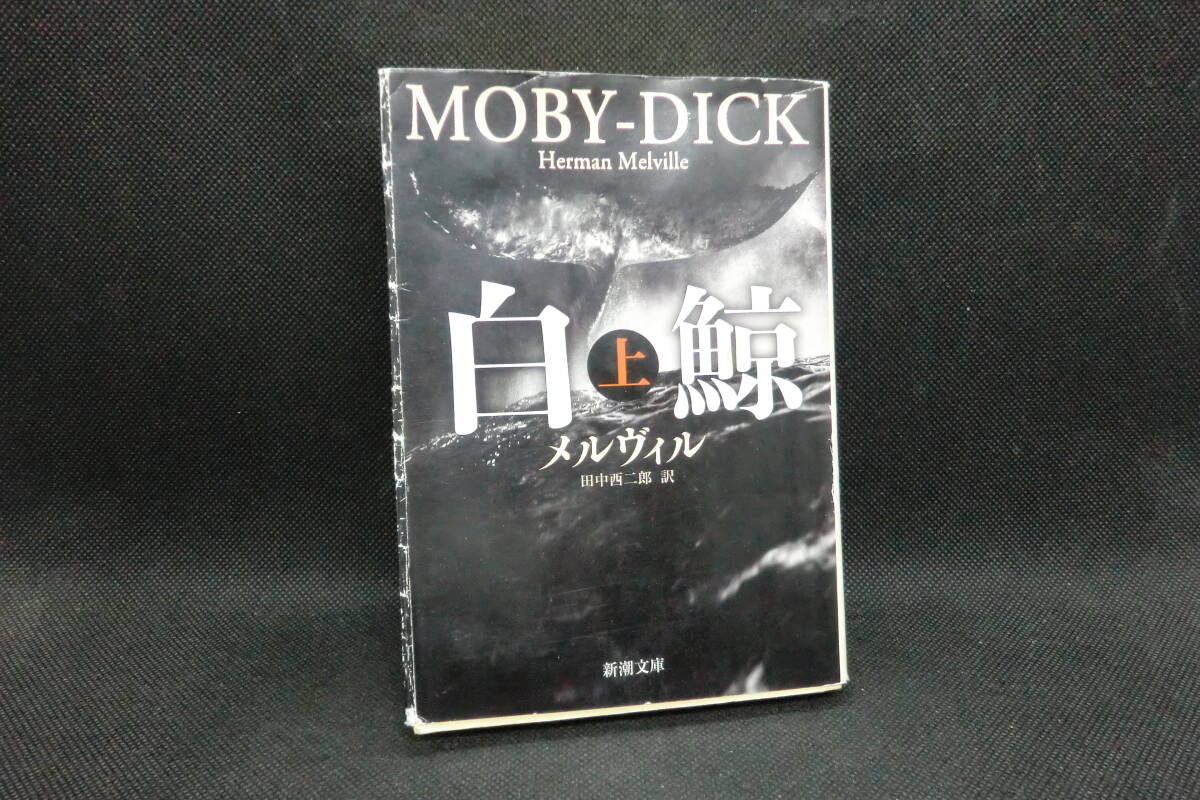 MOBY-DICK
Herman Melville
白上鯨
メルヴィル
田中西二郎 訳
新潮文庫